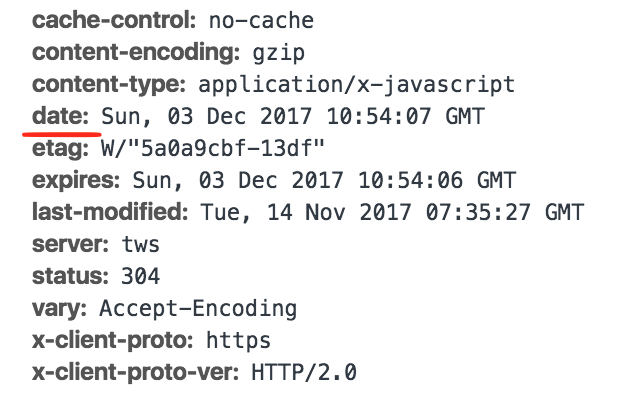 cache-control: no-cache
content-encoding: gzip
content-type: application/x-javascript
date: Sun, 03 Dec 2017 10:54:07 GMT
etag: W/"5a0a9cbf-13df"
expires: Sun, 03 Dec 2017 10:54:06 GMT
last-modified: Tue, 14 Nov 2017 07:35:27 GMT
server: tws
status: 304
vary: Accept-Encoding
x-client-proto: https
x-client-proto-ver: HTTP/2.0